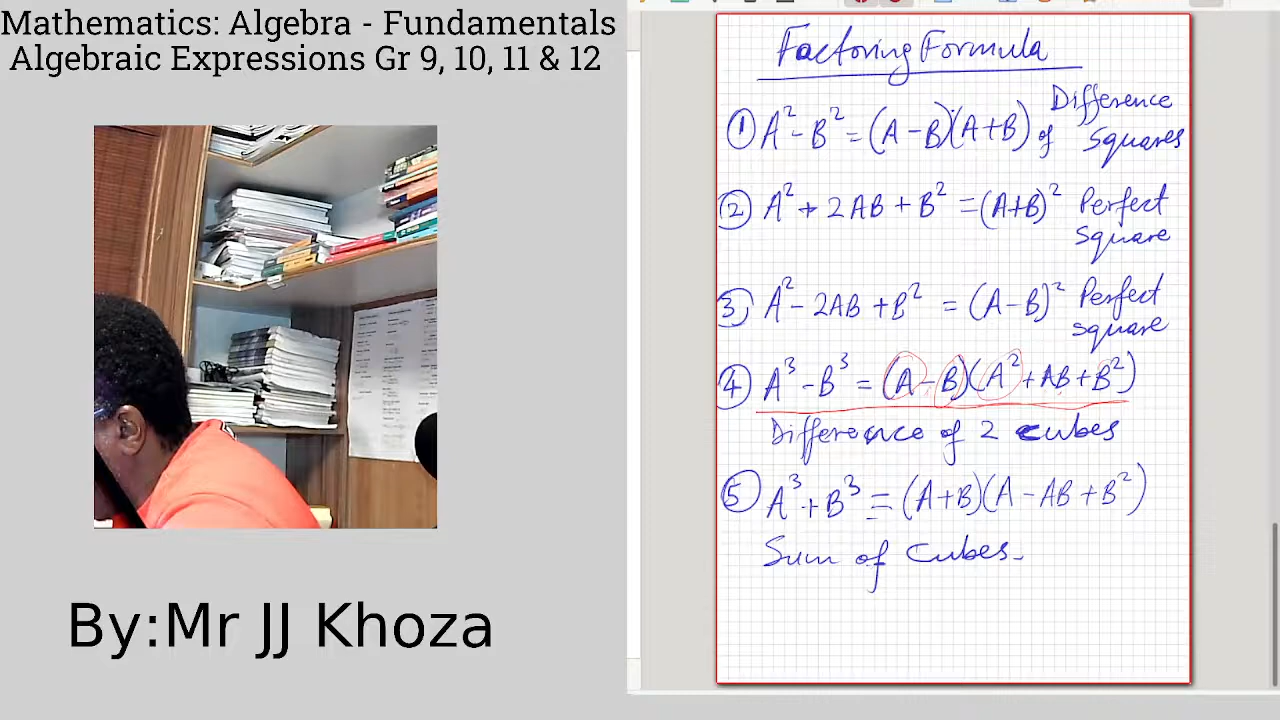 Mathematics: Algebra - Fundamentals
Algebraic Expressions Gr 9, 10, 11 & 12
By:Mr JJ Khoza
Factoring Formula
① A² - B² = (A - B)(A + B) Difference of Squares
② A² + 2AB + B² = (A+B)² Perfect Square
③ A² - 2AB + B² = (A - B)² Perfect square
④ A³ - B³ = (A - B)(A² + AB + B²)
Difference of 2 cubes
⑤ A³ + B³ = (A+B)(A - AB + B²)
Sum of Cubes.